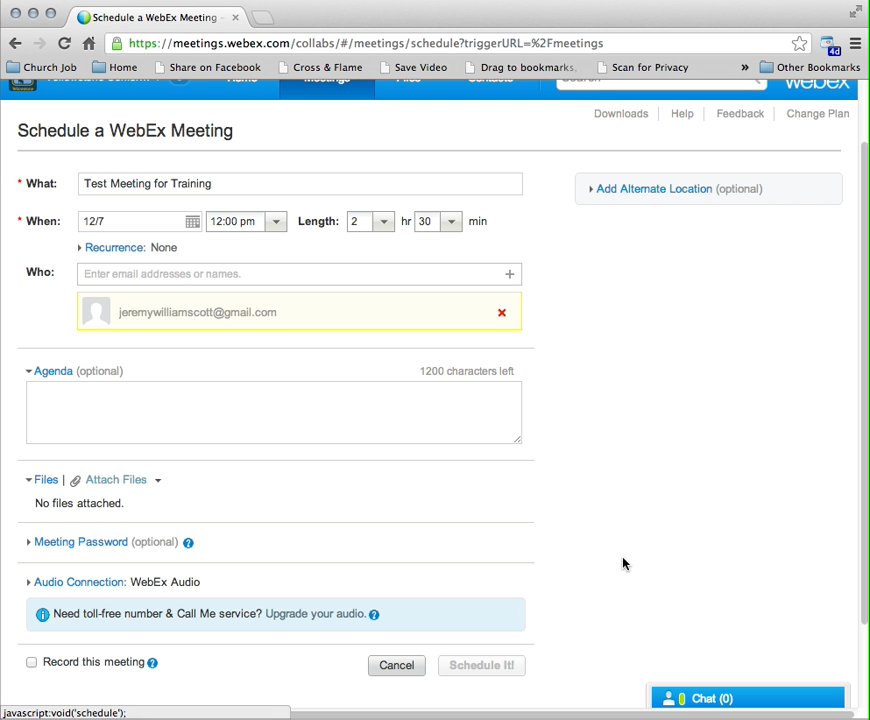 Schedule a WebEx Meeting
https://meetings.webex.com/collabs/#/meetings/schedule?triggerURL=%2Fmeetings
4d
Church Job Home Share on Facebook Cross & Flame Save Video Drag to bookmarks. Scan for Privacy » Other Bookmarks
Home Meetings Files Contacts Search webex
Downloads Help Feedback Change Plan
Schedule a WebEx Meeting
* What: Test Meeting for Training
Add Alternate Location (optional)
* When: 12/7 12:00 pm Length: 2 hr 30 min
Recurrence: None
Who: Enter email addresses or names. +
jeremywilliamscott@gmail.com
Agenda (optional) 1200 characters left
Files | Attach Files
No files attached.
Meeting Password (optional) ?
Audio Connection: WebEx Audio
Need toll-free number & Call Me service? Upgrade your audio. ?
Record this meeting ? Cancel Schedule It!
Chat (0)
javascript:void('schedule');